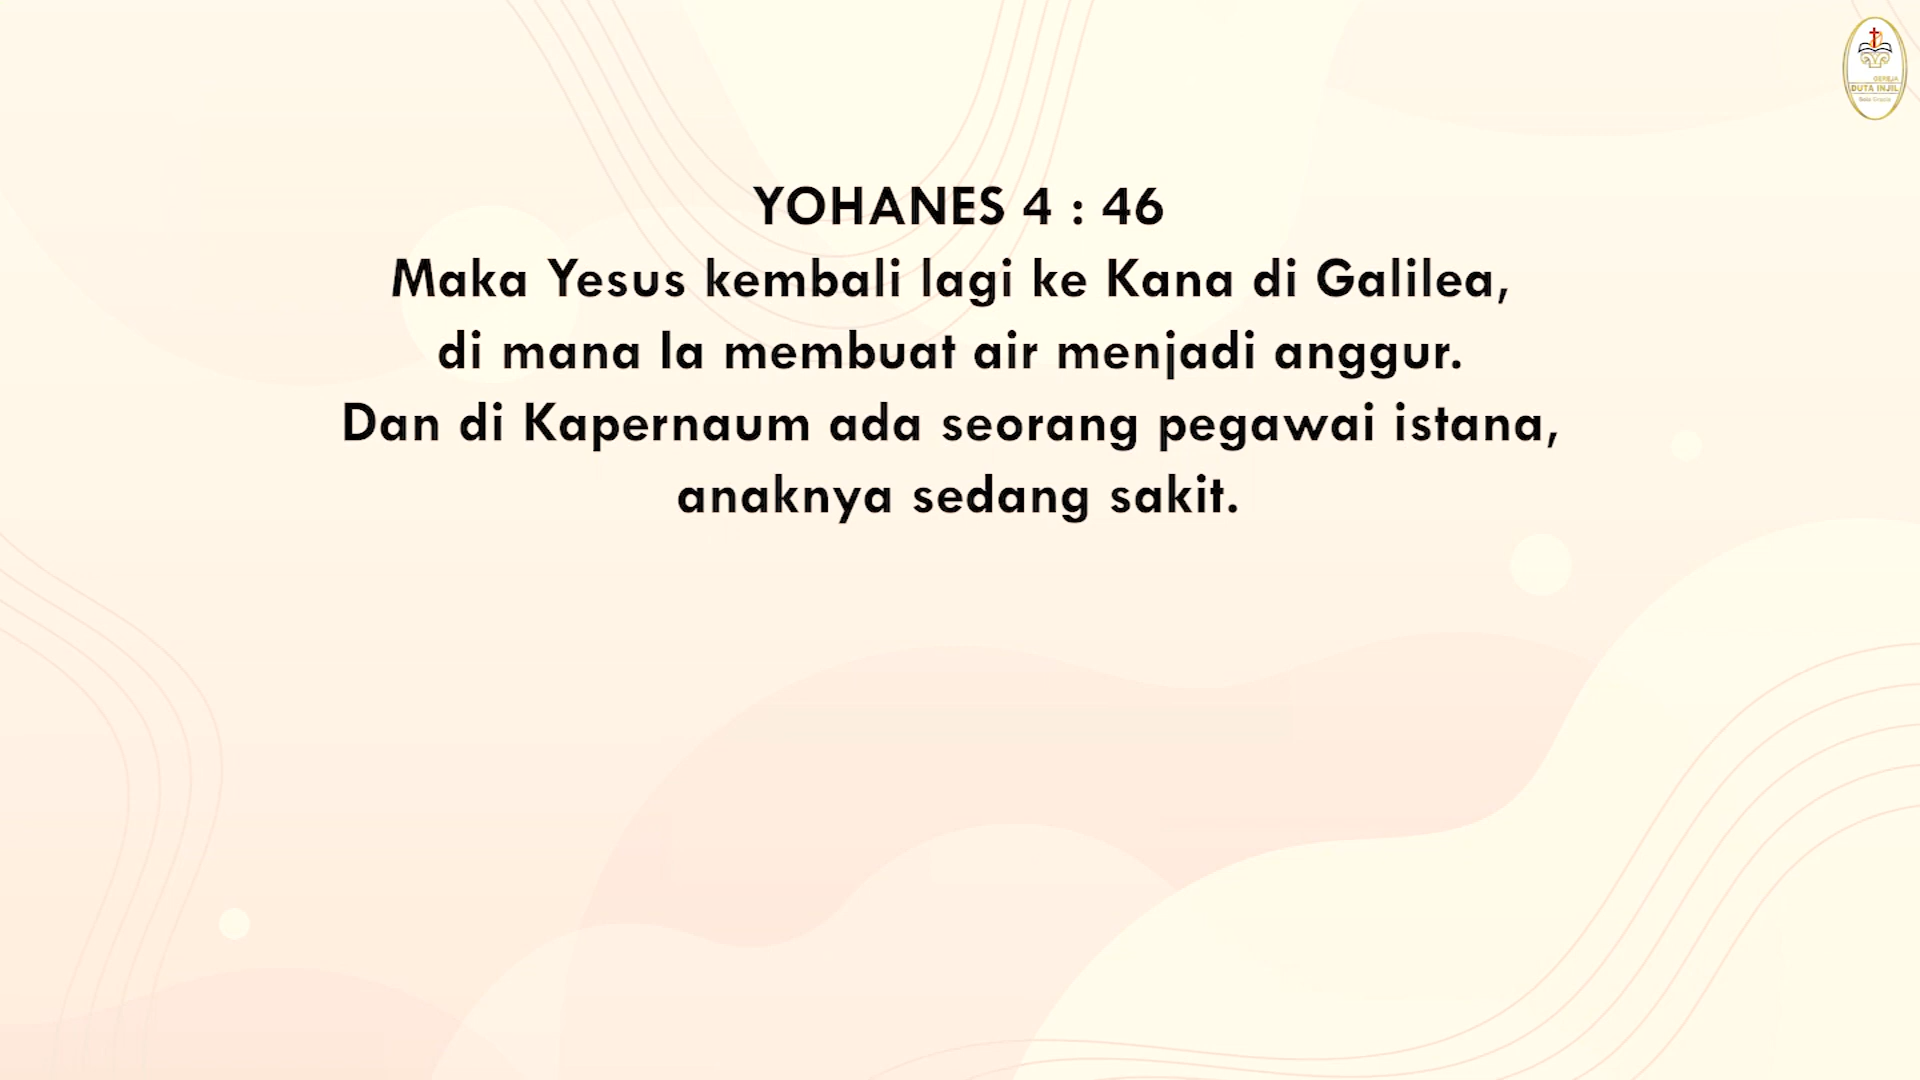 GEREJA
DUTA INJIL
YOHANES 4 : 46
Maka Yesus kembali lagi ke Kana di Galilea,
di mana Ia membuat air menjadi anggur.
Dan di Kapernaum ada seorang pegawai istana,
anaknya sedang sakit.